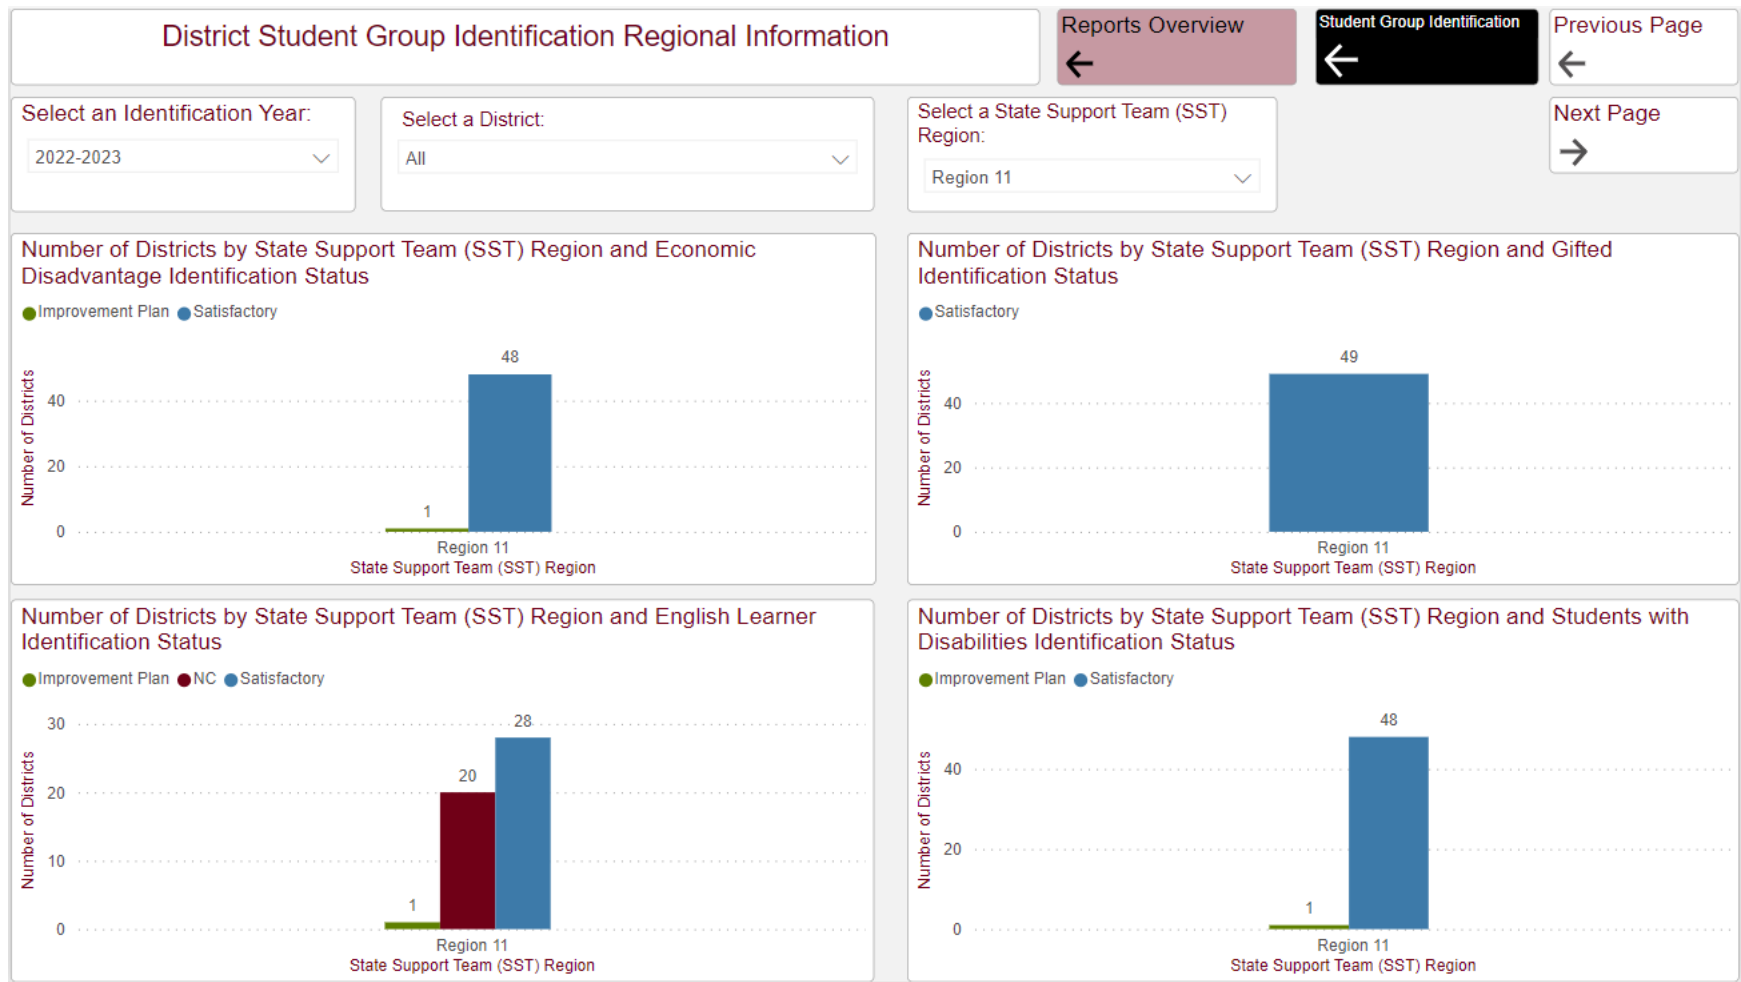 District Student Group Identification Regional Information
Reports Overview
Student Group Identification
Previous Page
Select an Identification Year:
2022-2023
Select a District:
All
Select a State Support Team (SST)
Region:
Region 11
Next Page
Number of Districts by State Support Team (SST) Region and Economic
Disadvantage Identification Status
Improvement Plan Satisfactory
Number of Districts
40
20
0
1
48
Region 11
State Support Team (SST) Region
Number of Districts by State Support Team (SST) Region and Gifted
Identification Status
Satisfactory
Number of Districts
40
20
0
49
Region 11
State Support Team (SST) Region
Number of Districts by State Support Team (SST) Region and English Learner
Identification Status
Improvement Plan NC Satisfactory
Number of Districts
30
20
10
0
1
20
28
Region 11
State Support Team (SST) Region
Number of Districts by State Support Team (SST) Region and Students with
Disabilities Identification Status
Improvement Plan Satisfactory
Number of Districts
40
20
0
1
48
Region 11
State Support Team (SST) Region